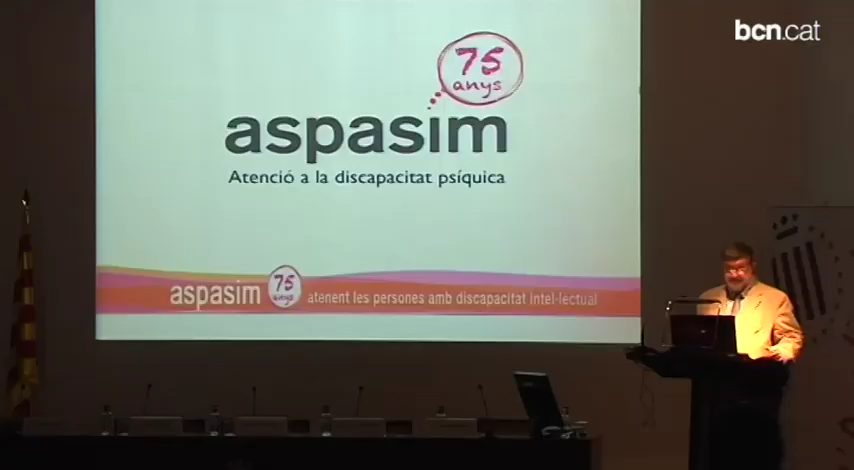 bcn.cat
75
anys
aspasim
Atenció a la discapacitat psíquica
aspasim 75 anys atenent les persones amb discapacitat intel·lectual